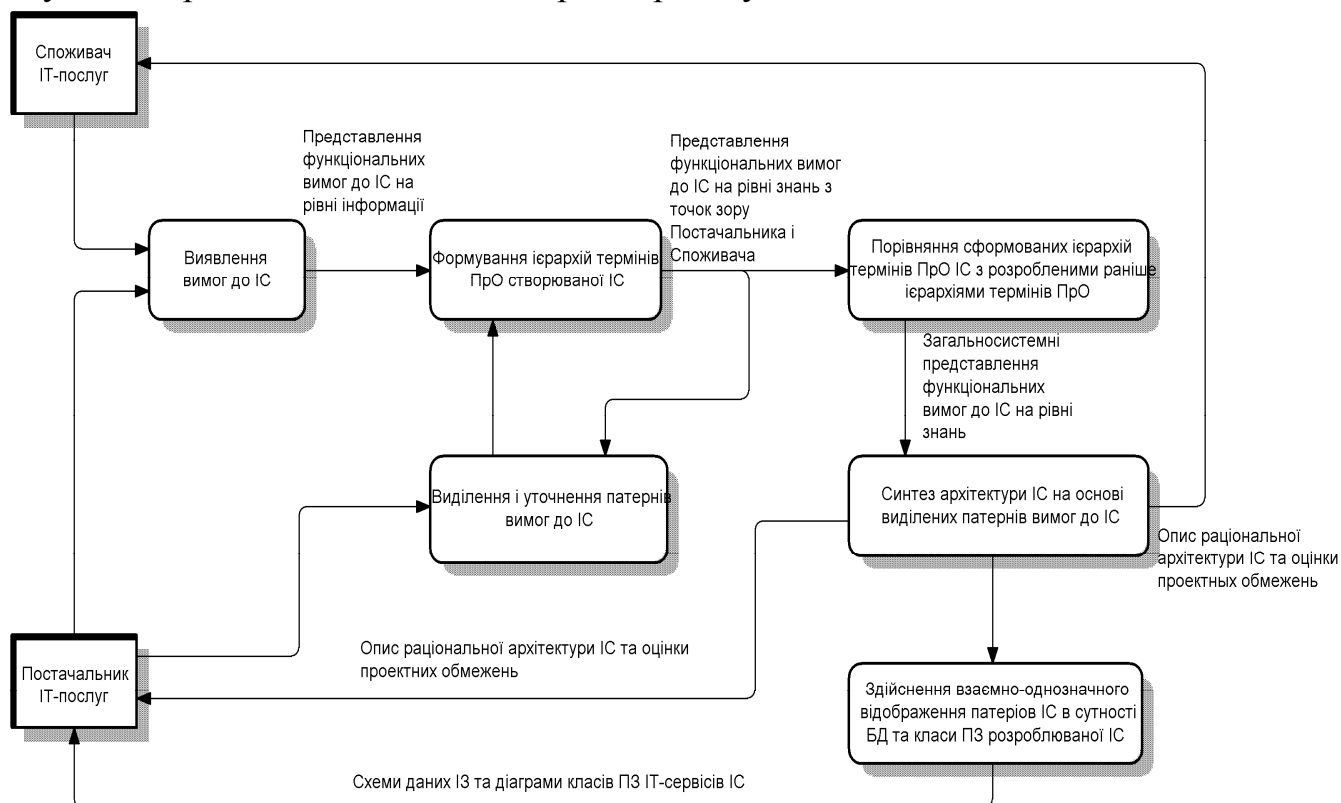 Споживач
ІТ-послуг
Представлення
функціональних
вимог до ІС на
рівні інформації
Представлення
функціональних вимог
до ІС на рівні знань з
точок зору
Постачальника і
Споживача
Виявлення
вимог до ІС
Формування ієрархій термінів
ПрО створюваної ІС
Порівняння сформованих ієрархій
термінів ПрО ІС з розробленими раніше
ієрархіями термінів ПрО
Загальносистемні
представлення
функціональних
вимог до ІС на рівні
знань
Виділення і уточнення патернів
вимог до ІС
Синтез архітектури ІС на основі
виділених патернів вимог до ІС
Опис раціональної
архітектури ІС та оцінки
проектных обмежень
Опис раціональної архітектури ІС та оцінки
проектних обмежень
Постачальник
ІТ-послуг
Здійснення взаємно-однозначного
відображення патеріов ІС в сутності
БД та класи ПЗ розроблюваної ІС
Схеми даних ІЗ та діаграми класів ПЗ ІТ-сервісів ІС